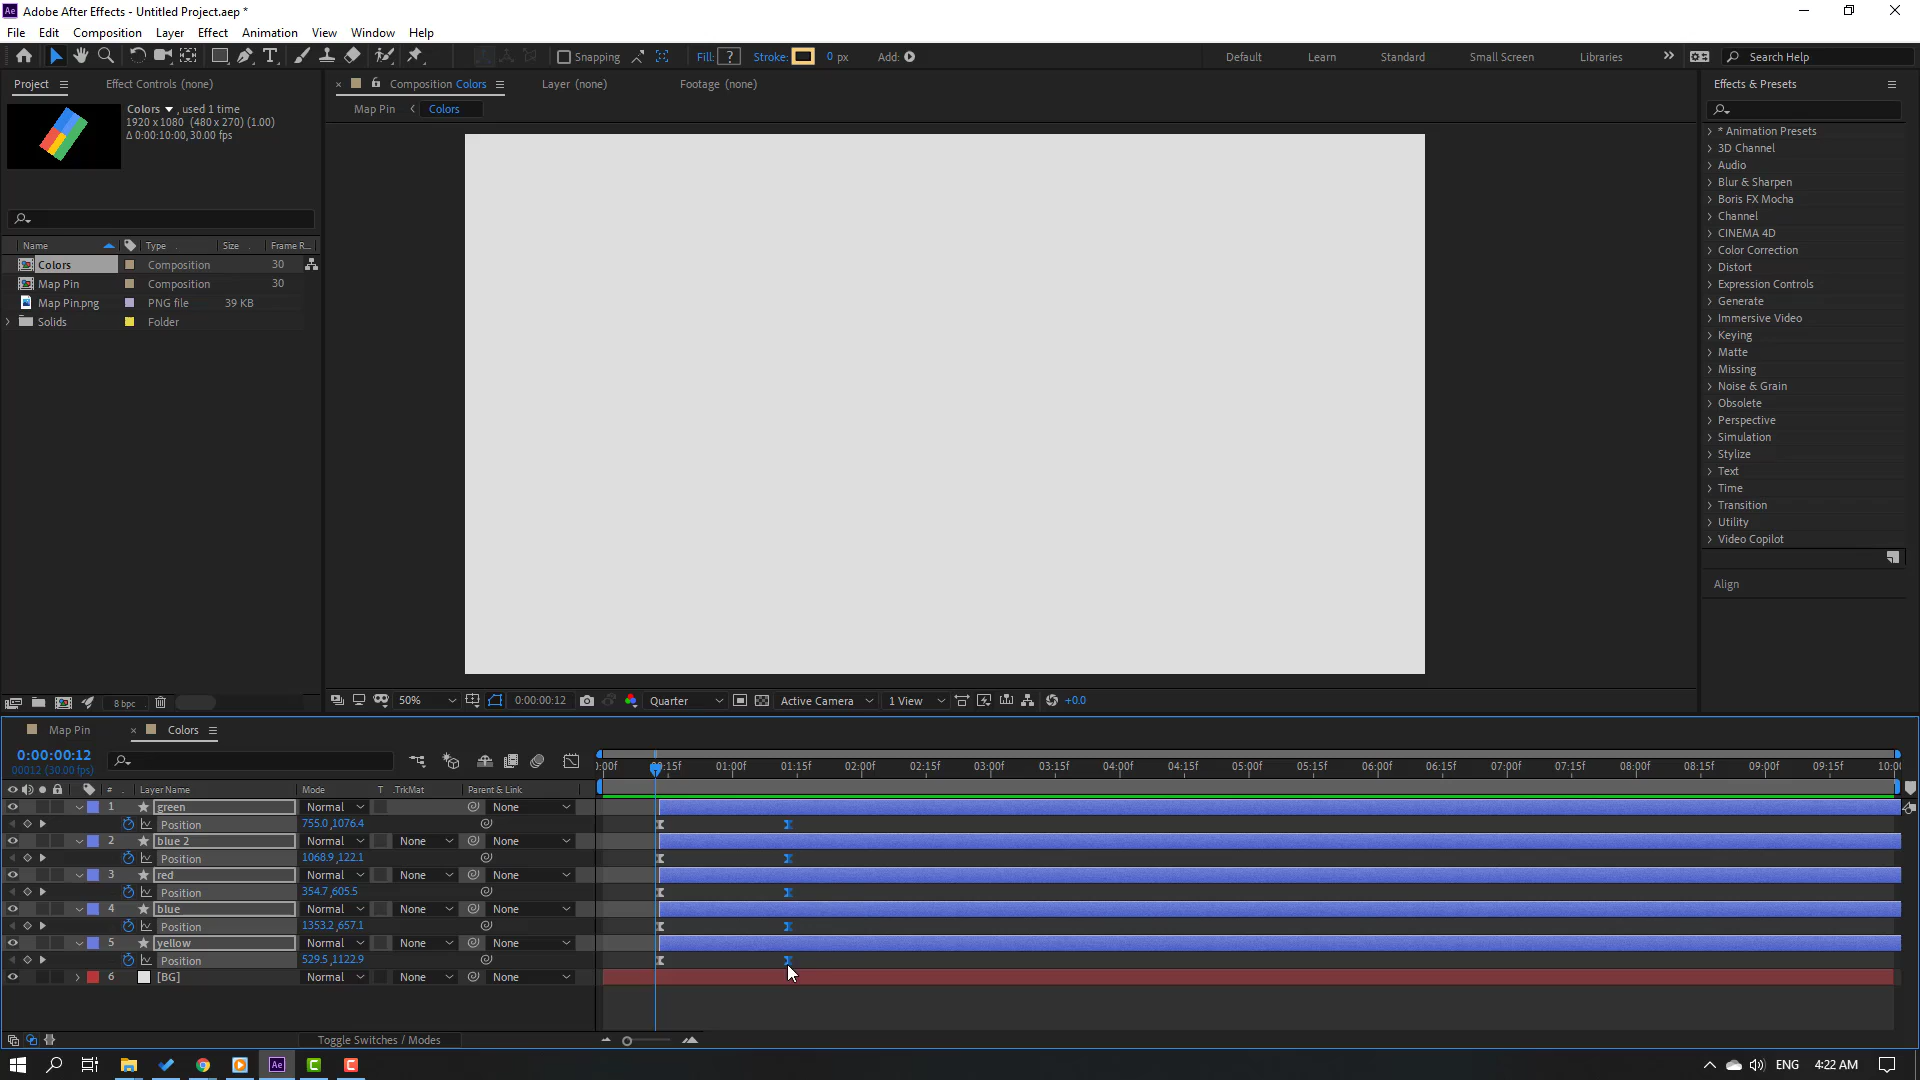 Adobe After Effects - Untitled Project.aep *
File Edit Composition Layer Effect Animation View Window Help
Snapping Fill: ? Stroke: 0 px Add: Default Learn Standard Small Screen Libraries Search Help
Project Effect Controls (none) Composition Colors Layer (none) Footage (none) Effects & Presets
Colors , used 1 time
1920 x 1080 (480 x 270) (1.00)
Δ 0:00:10:00, 30.00 fps
Map Pin Colors
Name Type Size Frame R...
Colors Composition 30
Map Pin Composition 30
Map Pin.png PNG file 39 KB
Solids Folder
* Animation Presets
3D Channel
Audio
Blur & Sharpen
Boris FX Mocha
Channel
CINEMA 4D
Color Correction
Distort
Expression Controls
Generate
Immersive Video
Keying
Matte
Missing
Noise & Grain
Obsolete
Perspective
Simulation
Stylize
Text
Time
Transition
Utility
Video Copilot
Align
8 bpc 50% 0:00:00:12 Quarter Active Camera 1 View +0.0
Map Pin Colors
0:00:00:12
00012 (30.00 fps)
:00f 00:15f 01:00f 01:15f 02:00f 02:15f 03:00f 03:15f 04:00f 04:15f 05:00f 05:15f 06:00f 06:15f 07:00f 07:15f 08:00f 08:15f 09:00f 09:15f 10:00
# Layer Name Mode T .TrkMat Parent & Link
1 green Normal None
Position 755.0,1076.4
2 blue 2 Normal None None
Position 1068.9,122.1
3 red Normal None None
Position 354.7,605.5
4 blue Normal None None
Position 1353.2,657.1
5 yellow Normal None None
Position 529.5,1122.9
6 [BG] Normal None None
Toggle Switches / Modes
Ae ENG 4:22 AM